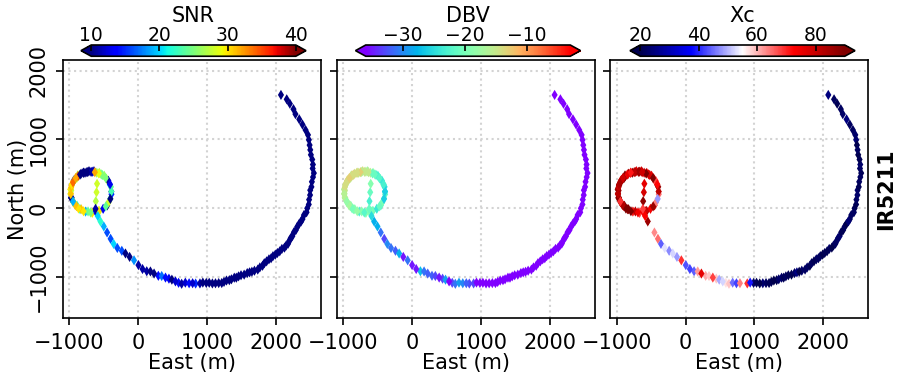 SNR DBV Xc
10 20 30 40 −30 −20 −10 20 40 60 80
2000
1000
0
−1000
North (m)
−1000 0 1000 2000 −1000 0 1000 2000 −1000 0 1000 2000
East (m) East (m) East (m)
IR5211